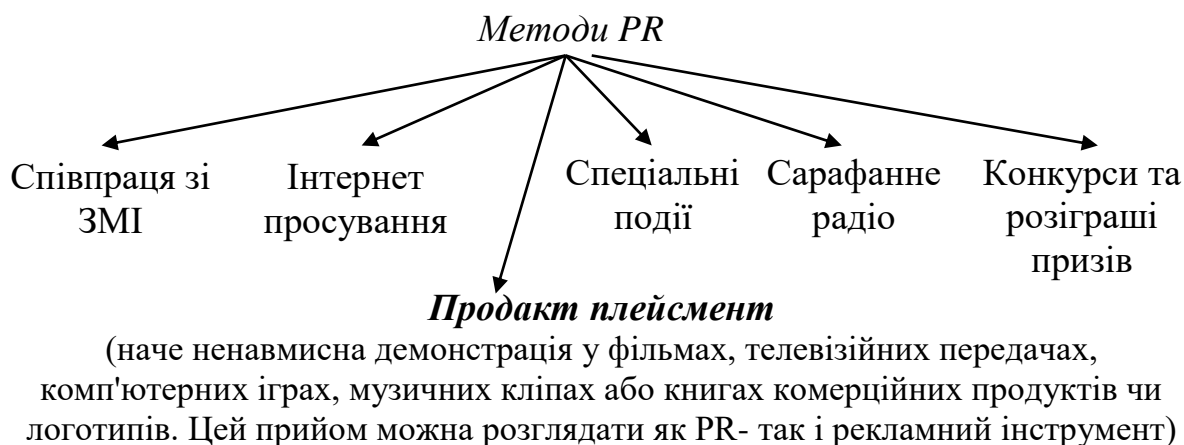 Методи PR
Співпраця зі
ЗМІ
Інтернет
просування
Спеціальні
події
Сарафанне
радіо
Конкурси та
розіграші
призів
Продакт плейсмент
(наче ненавмисна демонстрація у фільмах, телевізійних передачах,
комп'ютерних іграх, музичних кліпах або книгах комерційних продуктів чи
логотипів. Цей прийом можна розглядати як PR- так і рекламний інструмент)